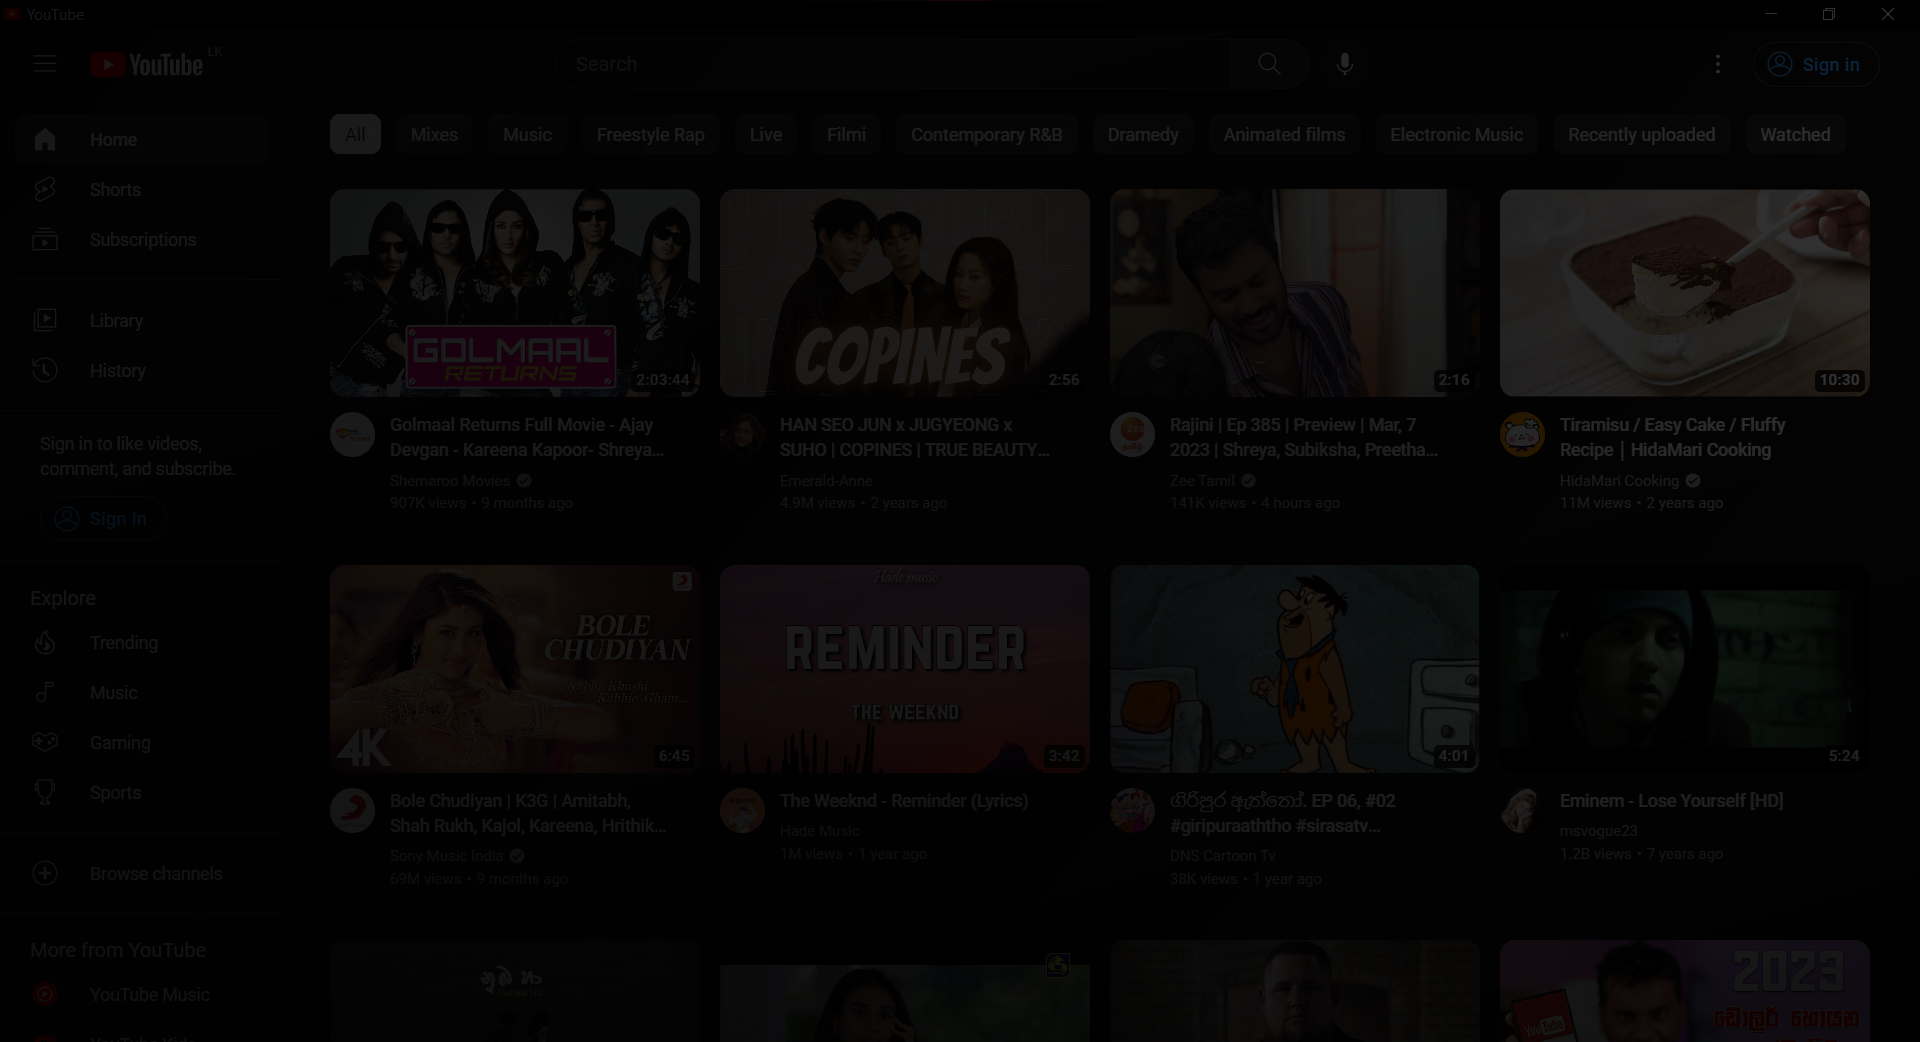 YouTube
YouTube LK
Search
Sign in
Home
Shorts
Subscriptions
Library
History
Sign in to like videos,
comment, and subscribe.
Sign in
Explore
Trending
Music
Gaming
Sports
Browse channels
More from YouTube
YouTube Music
All Mixes Music Freestyle Rap Live Filmi Contemporary R&B Dramedy Animated films Electronic Music Recently uploaded Watched
GOLMAAL
RETURNS
2:03:44
Golmaal Returns Full Movie - Ajay
Devgan - Kareena Kapoor- Shreya...
Shemaroo Movies
907K views • 9 months ago
COPINES
2:56
HAN SEO JUN x JUGYEONG x
SUHO | COPINES | TRUE BEAUTY...
Emerald-Anne
4.9M views • 2 years ago
2:16
Rajini | Ep 385 | Preview | Mar, 7
2023 | Shreya, Subiksha, Preetha...
Zee Tamil
141K views • 4 hours ago
10:30
Tiramisu / Easy Cake / Fluffy
Recipe | HidaMari Cooking
HidaMari Cooking
11M views • 2 years ago
BOLE
CHUDIYAN
Kabhi Khushi
Kabhie Gham...
4K
6:45
Bole Chudiyan | K3G | Amitabh,
Shah Rukh, Kajol, Kareena, Hrithik...
Sony Music India
69M views • 9 months ago
Hade music
REMINDER
THE WEEKND
3:42
The Weeknd - Reminder (Lyrics)
Hade Music
1M views • 1 year ago
4:01
ගිරිපුර ඇත්තෝ. EP 06, #02
#giripuraaththo #sirasatv...
DNS Cartoon Tv
38K views • 1 year ago
5:24
Eminem - Lose Yourself [HD]
msvogue23
1.2B views • 7 years ago
2023
YouTube
ඩොලර් හොයන